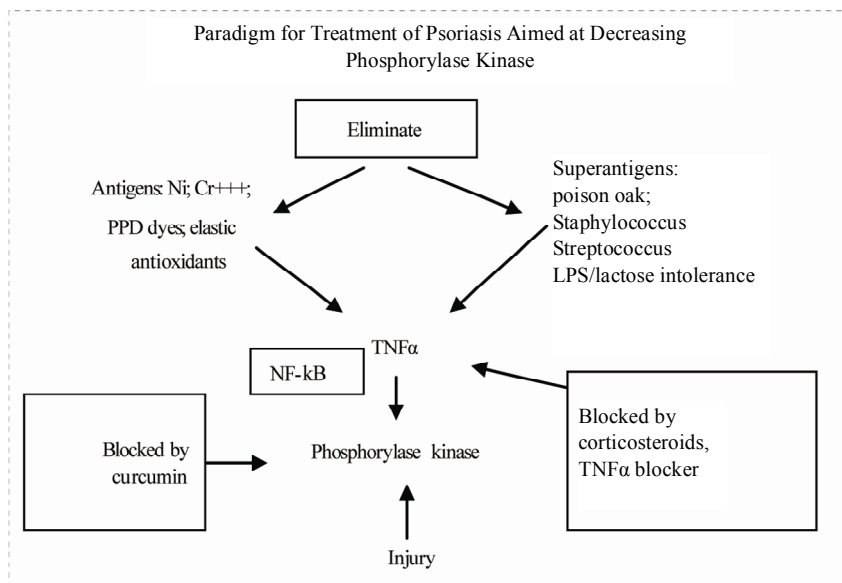 Paradigm for Treatment of Psoriasis Aimed at Decreasing
Phosphorylase Kinase
Eliminate
Antigens: Ni; Cr+++;
PPD dyes; elastic
antioxidants
Superantigens:
poison oak;
Staphylococcus
Streptococcus
LPS/lactose intolerance
TNFα
NF-kB
Blocked by
curcumin
Phosphorylase kinase
Blocked by
corticosteroids,
TNFα blocker
Injury